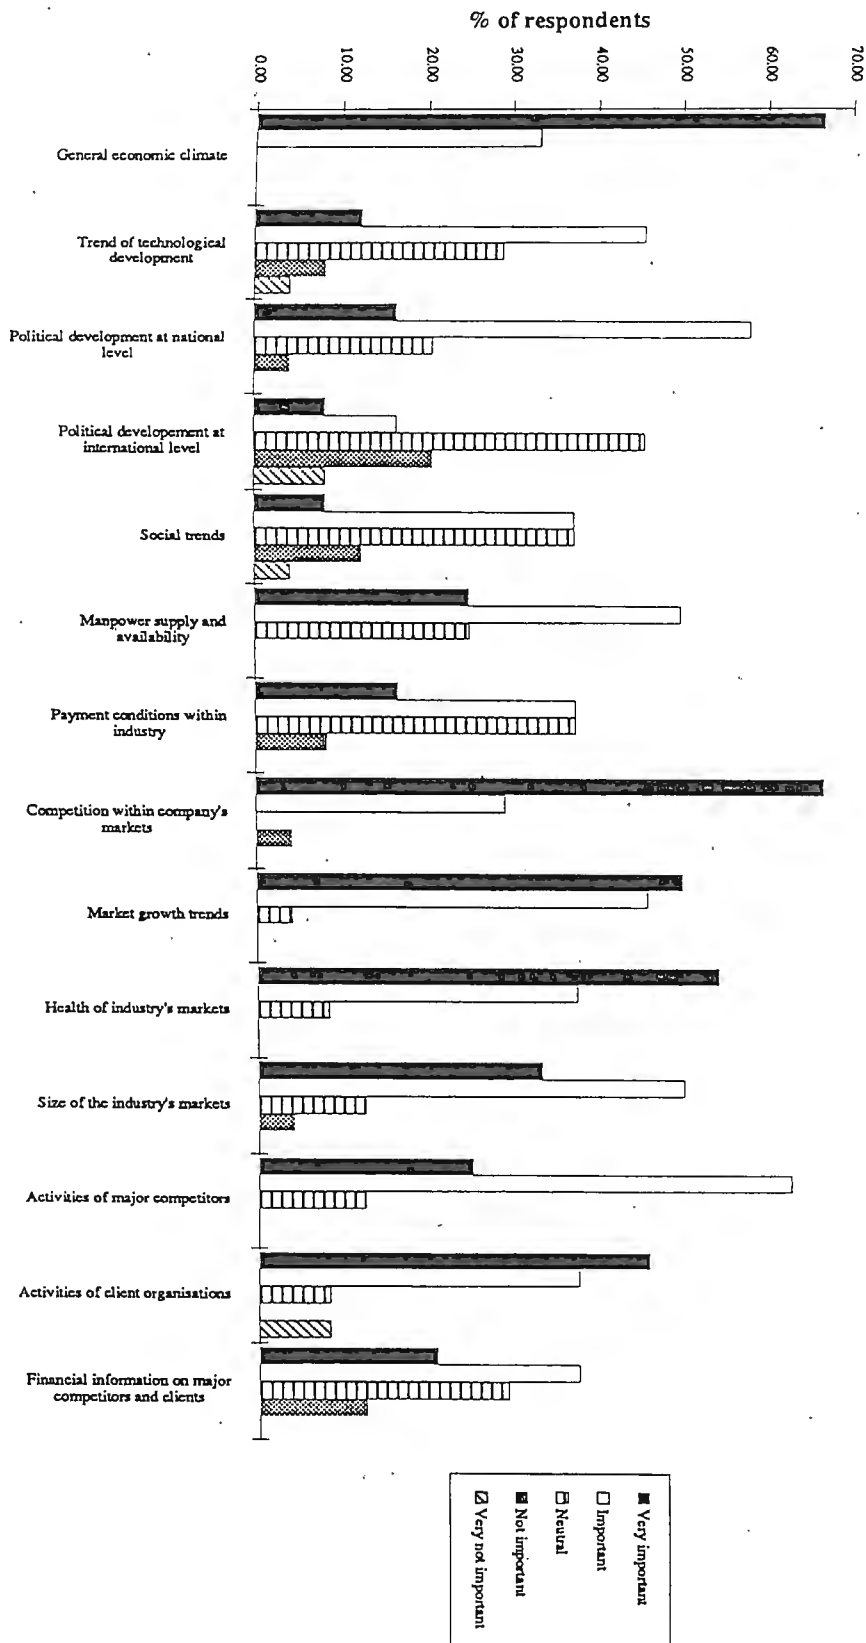 % of respondents
0.00
10.00
20.00
30.00
40.00
50.00
60.00
70.00
General economic climate
Trend of technological
development
Political development at national
level
Political developement at
international level
Social trends
Manpower supply and
availability
Payment conditions within
industry
Competition within company's
markets
Market growth trends
Health of industry's markets
Size of the industry's markets
Activities of major competitors
Activities of client organisations
Financial information on major
competitors and clients
Very important
Important
Neutral
Not important
Very not important